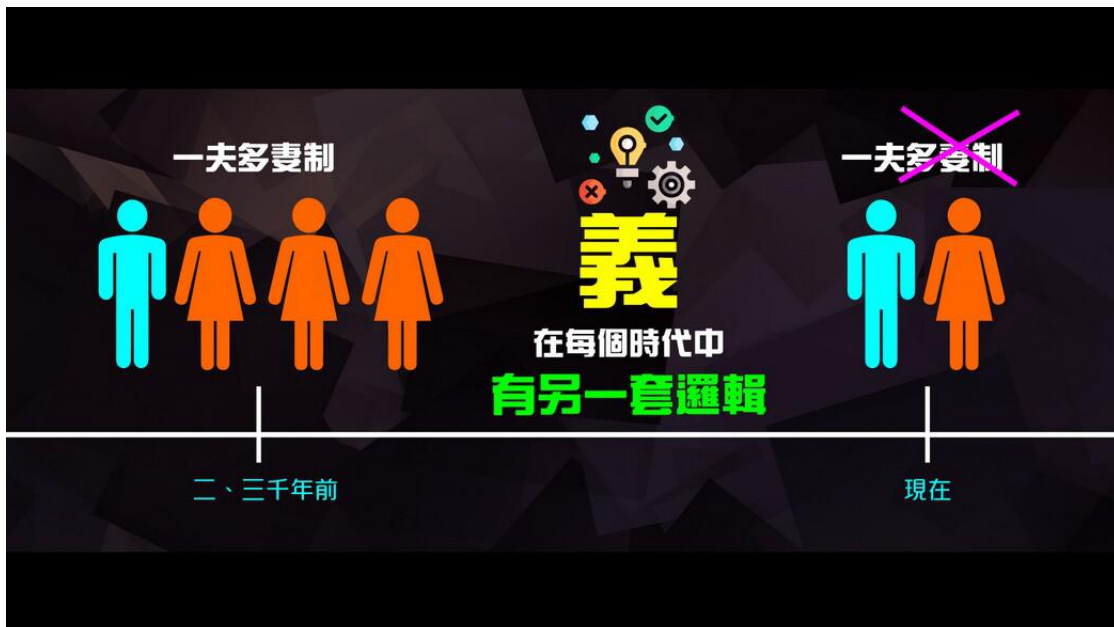 一夫多妻制
義
在每個時代中
有另一套邏輯
一夫多妻制
二、三千年前
現在